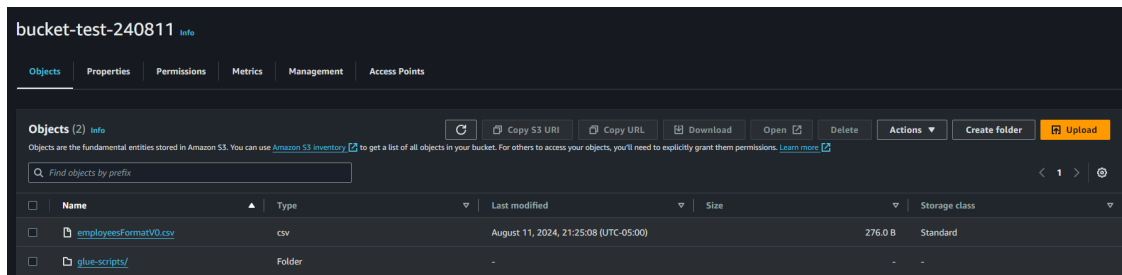 bucket-test-240811 Info
Objects Properties Permissions Metrics Management Access Points
Objects (2) Info
Copy S3 URI Copy URL Download Open Delete Actions Create folder Upload
Objects are the fundamental entities stored in Amazon S3. You can use Amazon S3 inventory to get a list of all objects in your bucket. For others to access your objects, you'll need to explicitly grant them permissions. Learn more
Find objects by prefix 1
Name Type Last modified Size Storage class
employeesFormatV0.csv csv August 11, 2024, 21:25:08 (UTC-05:00) 276.0 B Standard
glue-scripts/ Folder - - -